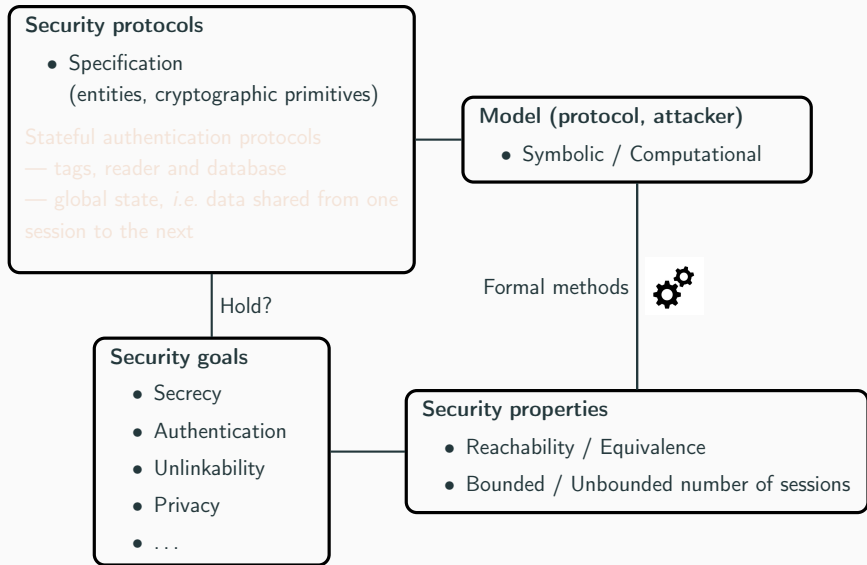 Security protocols
• Specification
(entities, cryptographic primitives)
Stateful authentication protocols
— tags, reader and database
— global state, i.e. data shared from one
session to the next
Model (protocol, attacker)
• Symbolic / Computational
Formal methods
Hold?
Security goals
• Secrecy
• Authentication
• Unlinkability
• Privacy
• . . .
Security properties
• Reachability / Equivalence
• Bounded / Unbounded number of sessions